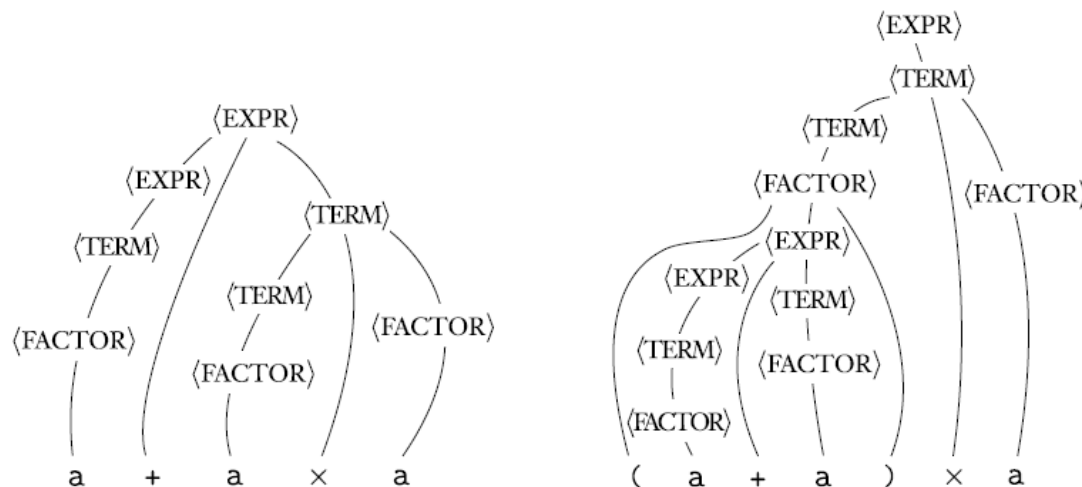 ⟨EXPR⟩
⟨EXPR⟩
⟨TERM⟩
⟨TERM⟩
⟨TERM⟩
⟨FACTOR⟩
⟨FACTOR⟩
⟨FACTOR⟩
a + a × a
⟨EXPR⟩
⟨TERM⟩
⟨TERM⟩
⟨FACTOR⟩
⟨FACTOR⟩
⟨EXPR⟩
⟨EXPR⟩
⟨TERM⟩
⟨TERM⟩
⟨FACTOR⟩
⟨FACTOR⟩
( a + a ) × a